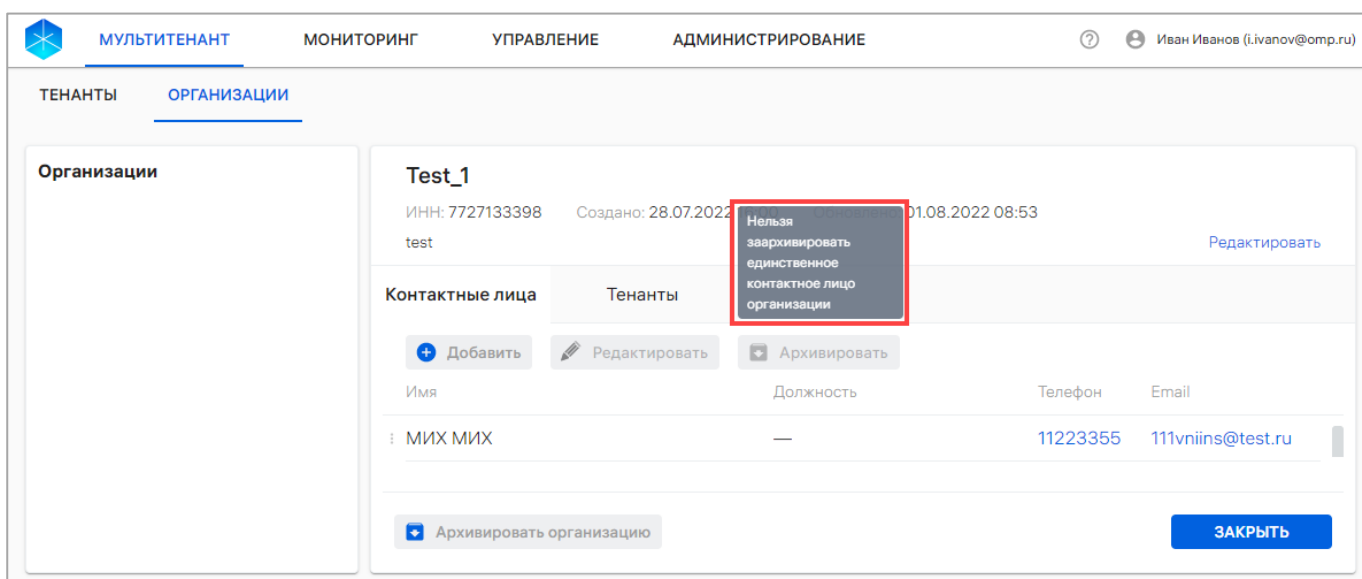 МУЛЬТИТЕНАНТ МОНИТОРИНГ УПРАВЛЕНИЕ АДМИНИСТРИРОВАНИЕ ? Иван Иванов (i.ivanov@omp.ru)
ТЕНАНТЫ ОРГАНИЗАЦИИ
Организации
Test_1
ИНН: 7727133398 Создано: 28.07.2022 01.08.2022 08:53
test Редактировать
Нельзя
заархивировать
единственное
контактное лицо
организации
Контактные лица Тенанты
Добавить Редактировать Архивировать
Имя Должность Телефон Email
МИХ МИХ — 11223355 111vniins@test.ru
Архивировать организацию ЗАКРЫТЬ